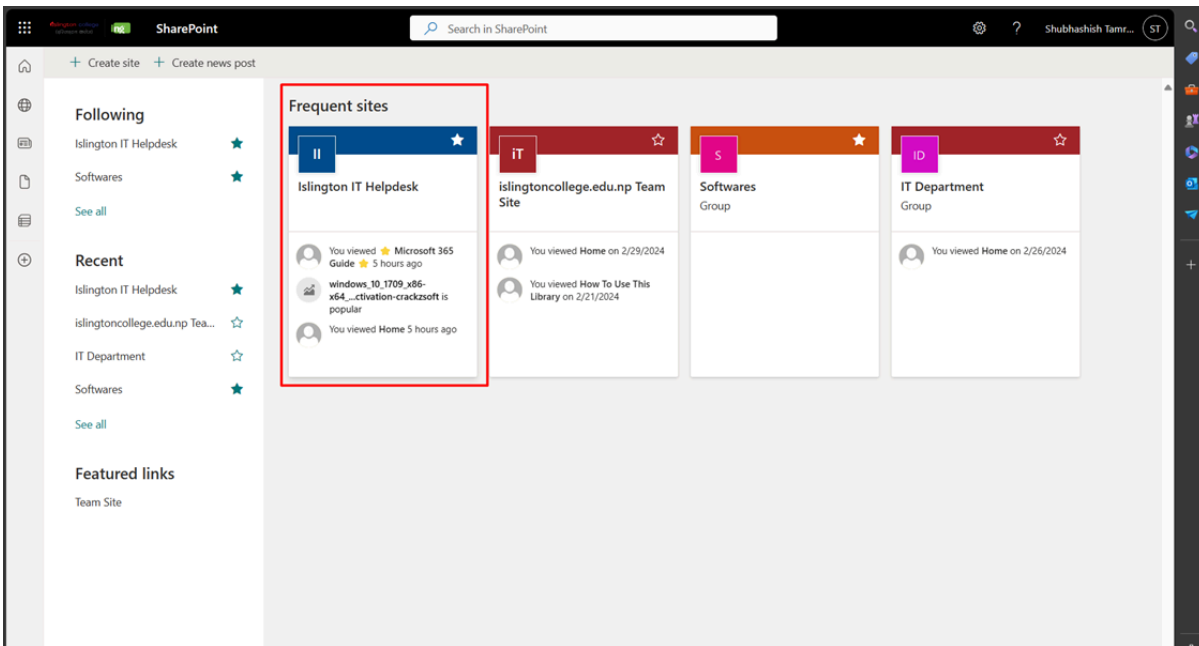 SharePoint
Search in SharePoint
?
Shubhashish Tamr...
ST
+ Create site
+ Create news post
Following
Islington IT Helpdesk
Softwares
See all
Recent
Islington IT Helpdesk
islingtoncollege.edu.np Tea...
IT Department
Softwares
See all
Featured links
Team Site
Frequent sites
II
Islington IT Helpdesk
You viewed ⭐ Microsoft 365
Guide ⭐ 5 hours ago
windows_10_1709_x86-
x64_...ctivation-crackzsoft is
popular
You viewed Home 5 hours ago
iT
islingtoncollege.edu.np Team
Site
You viewed Home on 2/29/2024
You viewed How To Use This
Library on 2/21/2024
S
Softwares
Group
ID
IT Department
Group
You viewed Home on 2/26/2024